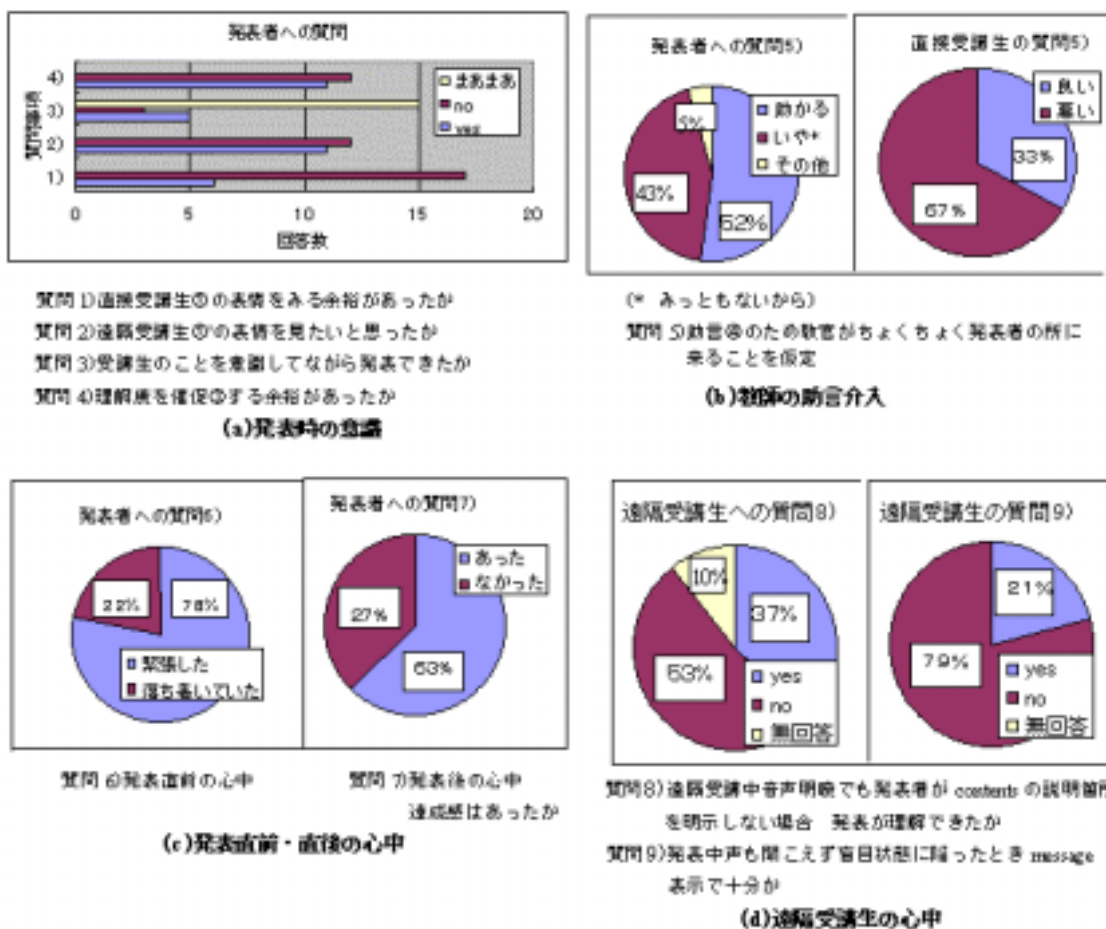 発表者への質問
質問事項
4)
3)
2)
1)
まあまあ
no
yes
0 5 10 15 20
回答数
質問 1)直接受講生①の表情をみる余裕があったか
質問 2)遠隔受講生の表情を見たいと思ったか
質問 3)受講生のことを意識してながら発表できたか
質問 4)理解度を催促する余裕があったか
(a)発表時の意識
発表者への質問5)
助かる
いや*
その他
5%
43%
52%
直接受講生の質問5)
良い
悪い
33%
67%
(* みっともないから)
質問 5)助言④のため教官がちょくちょく発表者の所に
来ることを仮定
(b)教師の助言介入
発表者への質問6)
22%
78%
緊張した
落ち着いていた
発表者への質問7)
あった
なかった
27%
63%
質問 6)発表直前の心中
質問 7)発表後の心中
達成感はあったか
(c)発表直前・直後の心中
遠隔受講生への質問8)
10%
37%
53%
yes
no
無回答
遠隔受講生の質問9)
21%
79%
yes
no
無回答
質問8)遠隔受講中音声明瞭でも発表者が contents の説明箇所
を明示しない場合 発表が理解できたか
質問9)発表中声も聞こえず盲目状態に陥ったとき message
表示で十分か
(d)遠隔受講生の心中